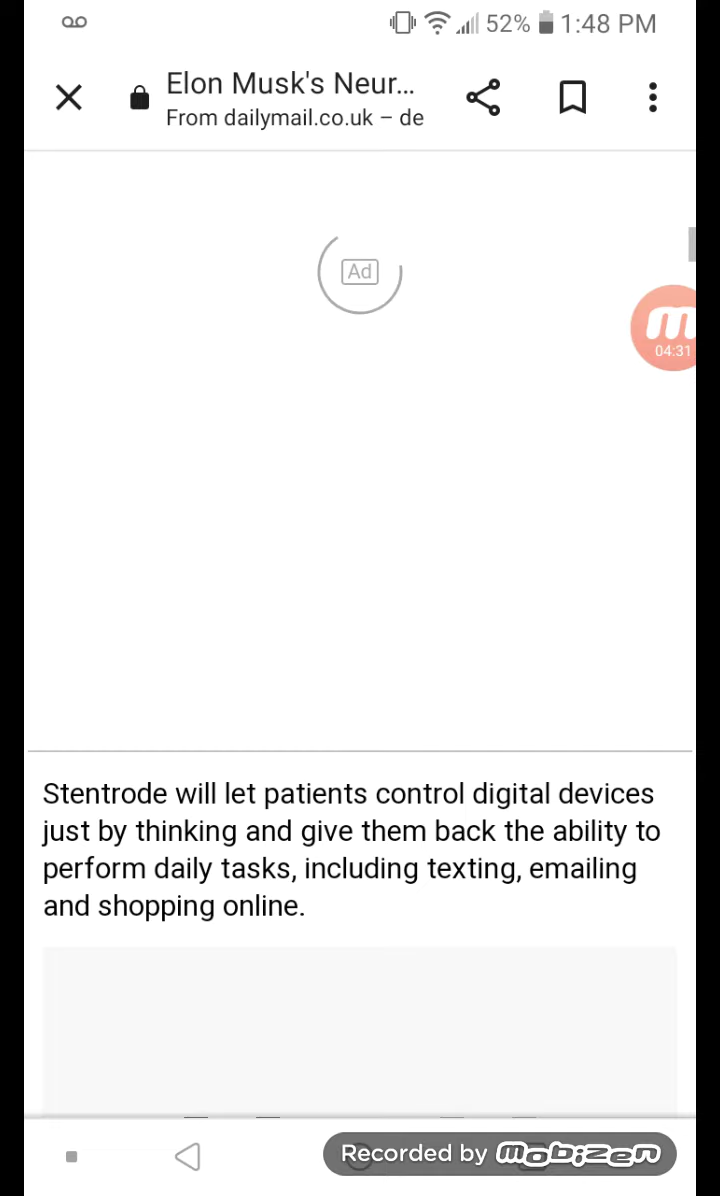 52% 1:48 PM
Elon Musk's Neur...
From dailymail.co.uk – de
Ad
m
04:31
Stentrode will let patients control digital devices
just by thinking and give them back the ability to
perform daily tasks, including texting, emailing
and shopping online.
Recorded by mobizen